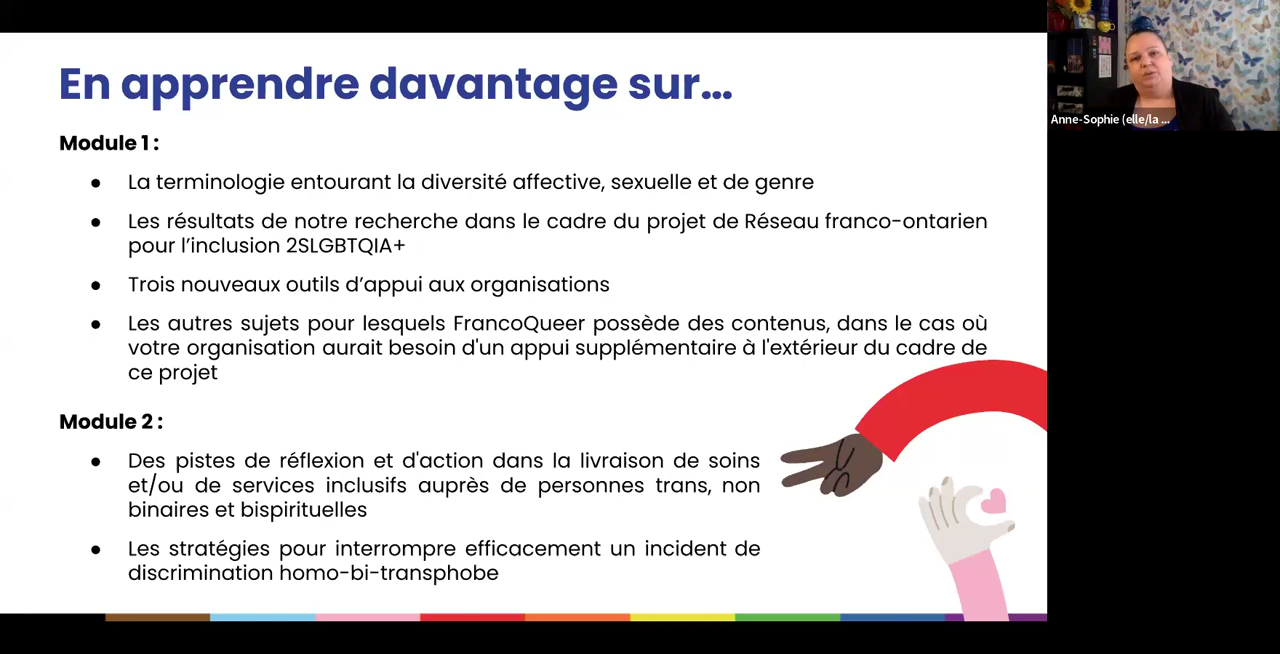 En apprendre davantage sur...
Module 1 :
● La terminologie entourant la diversité affective, sexuelle et de genre
● Les résultats de notre recherche dans le cadre du projet de Réseau franco-ontarien
pour l’inclusion 2SLGBTQIA+
● Trois nouveaux outils d’appui aux organisations
● Les autres sujets pour lesquels FrancoQueer possède des contenus, dans le cas où
votre organisation aurait besoin d'un appui supplémentaire à l'extérieur du cadre de
ce projet
Module 2 :
● Des pistes de réflexion et d'action dans la livraison de soins
et/ou de services inclusifs auprès de personnes trans, non
binaires et bispirituelles
● Les stratégies pour interrompre efficacement un incident de
discrimination homo-bi-transphobe
Anne-Sophie (elle/la ...